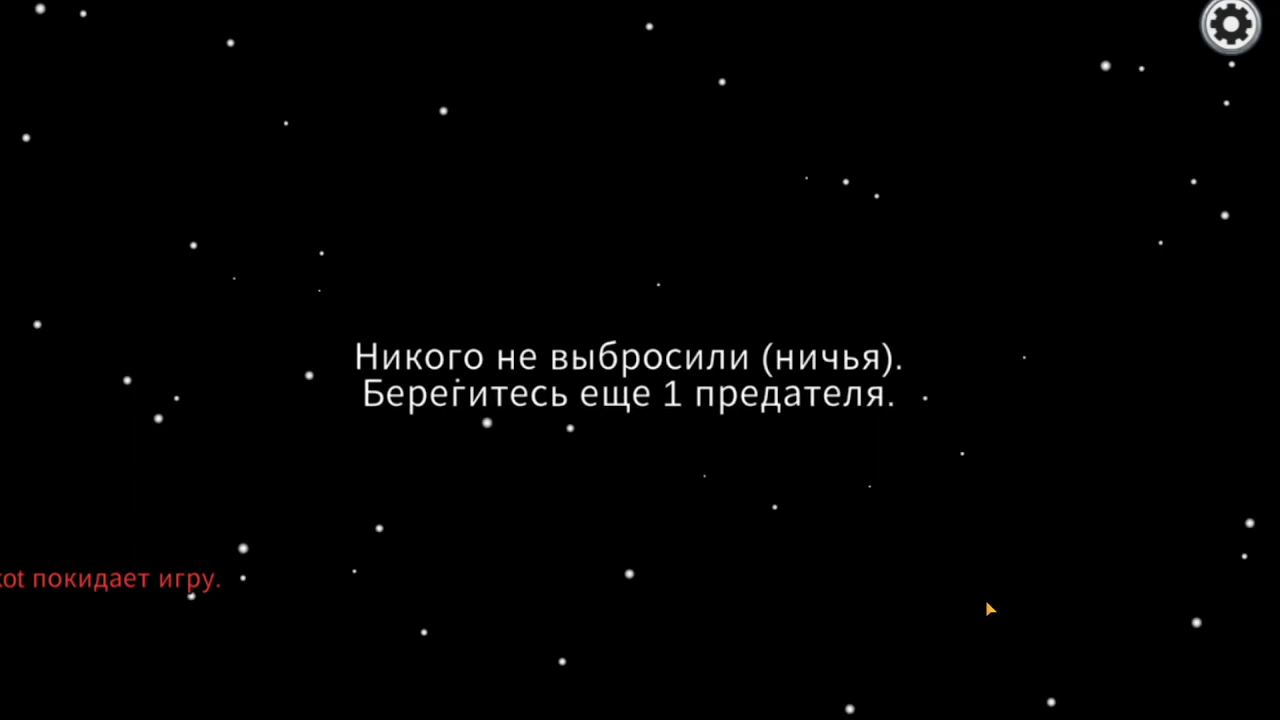 Никого не выбросили (ничья).
Берегитесь еще 1 предателя.
kot покидает игру.